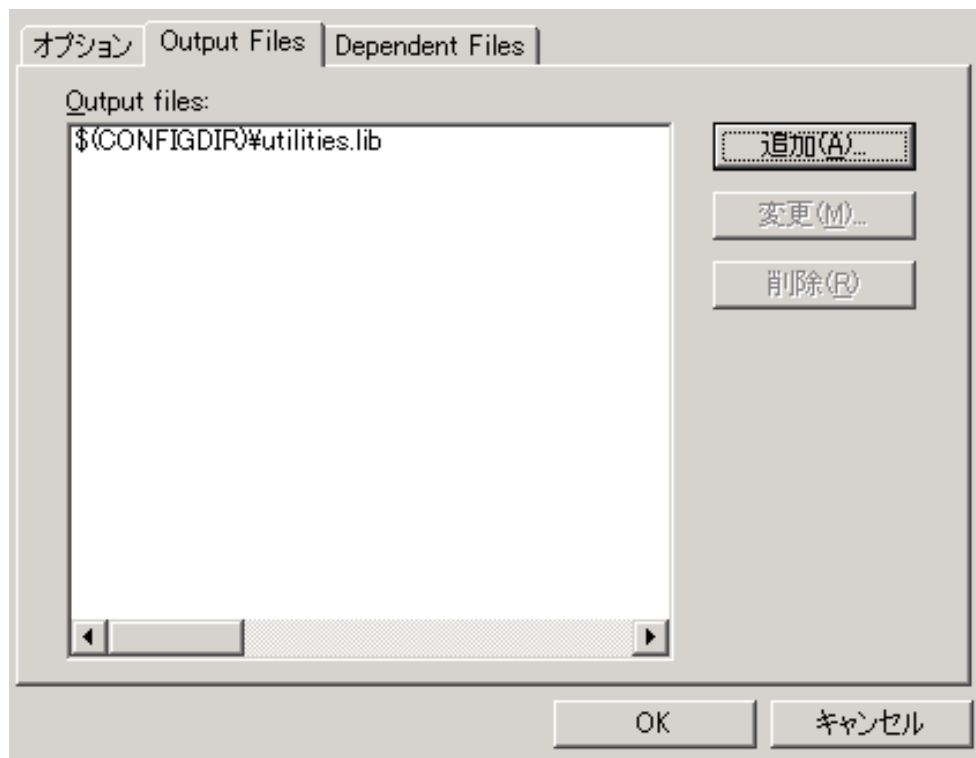 オプション
Output Files
Dependent Files
Output files:
$(CONFIGDIR)¥utilities.lib
追加(A)...
変更(M)...
削除(R)
OK
キャンセル